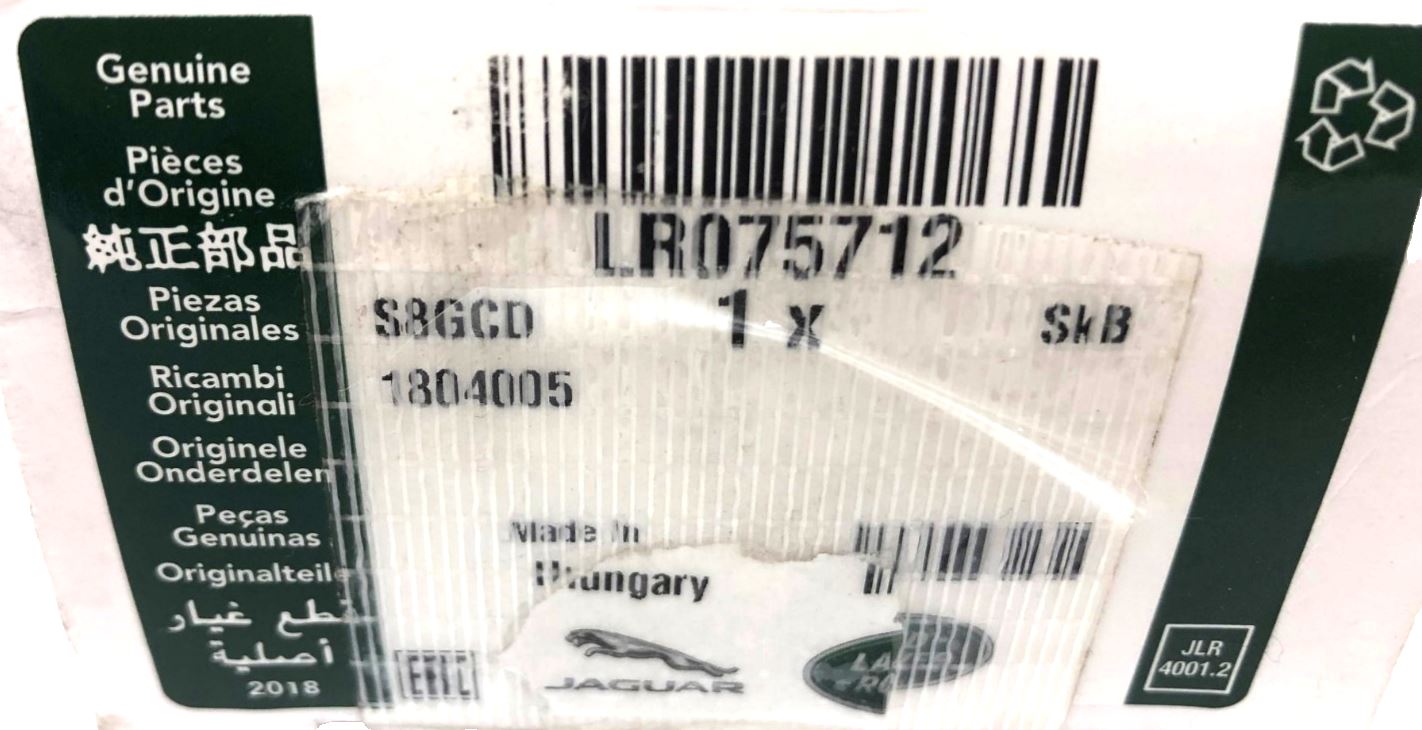 Genuine
Parts
Pièces
d'Origine
純正部品
Piezas
Originales
Ricambi
Originali
Originele
Onderdelen
Peças
Genuinas
Originalteile
قطع غيار
أصلية
2018
LR075712
S8GCD 1 x SkB
1804005
Made In
Hungary
JAGUAR
JLR
4001.2